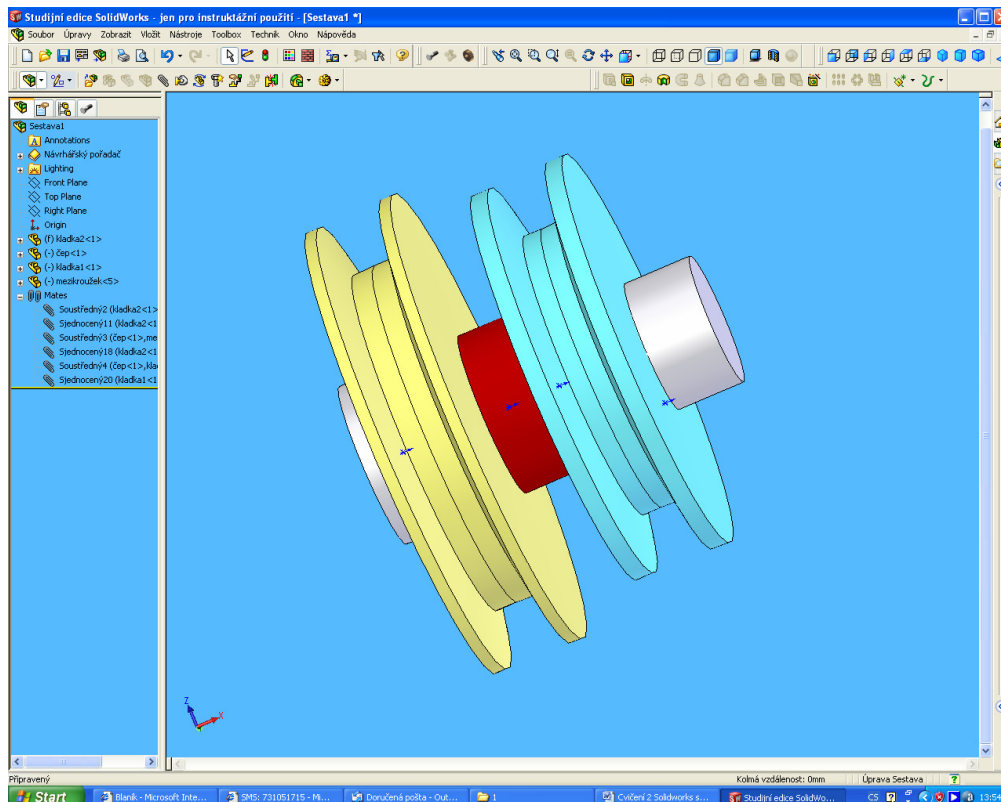 Studijní edice SolidWorks - jen pro instruktážní použití - [Sestava1 *]
Soubor Úpravy Zobrazit Vložit Nástroje Toolbox Technik Okno Nápověda
Sestava1
Annotations
Návrhářský pořadač
Lighting
Front Plane
Top Plane
Right Plane
Origin
(f) kladka2<1>
(-) čep<1>
(-) kladka1<1>
(-) mezikroužek<5>
Mates
Soustředný2 (kladka2<1>
Sjednocený11 (kladka2<1
Soustředný3 (čep<1>,me
Sjednocený18 (kladka2<1
Soustředný4 (čep<1>,kla
Sjednocený20 (kladka1<1
Z
X
Připravený
Kolmá vzdálenost: 0mm
Úprava Sestava
Start
Blaník - Microsoft Inte...
SMS: 731051715 - Mi...
Doručená pošta - Out...
1
Cvičení 2 Solidworks s...
Studijní edice SolidWo...
CS
13:54